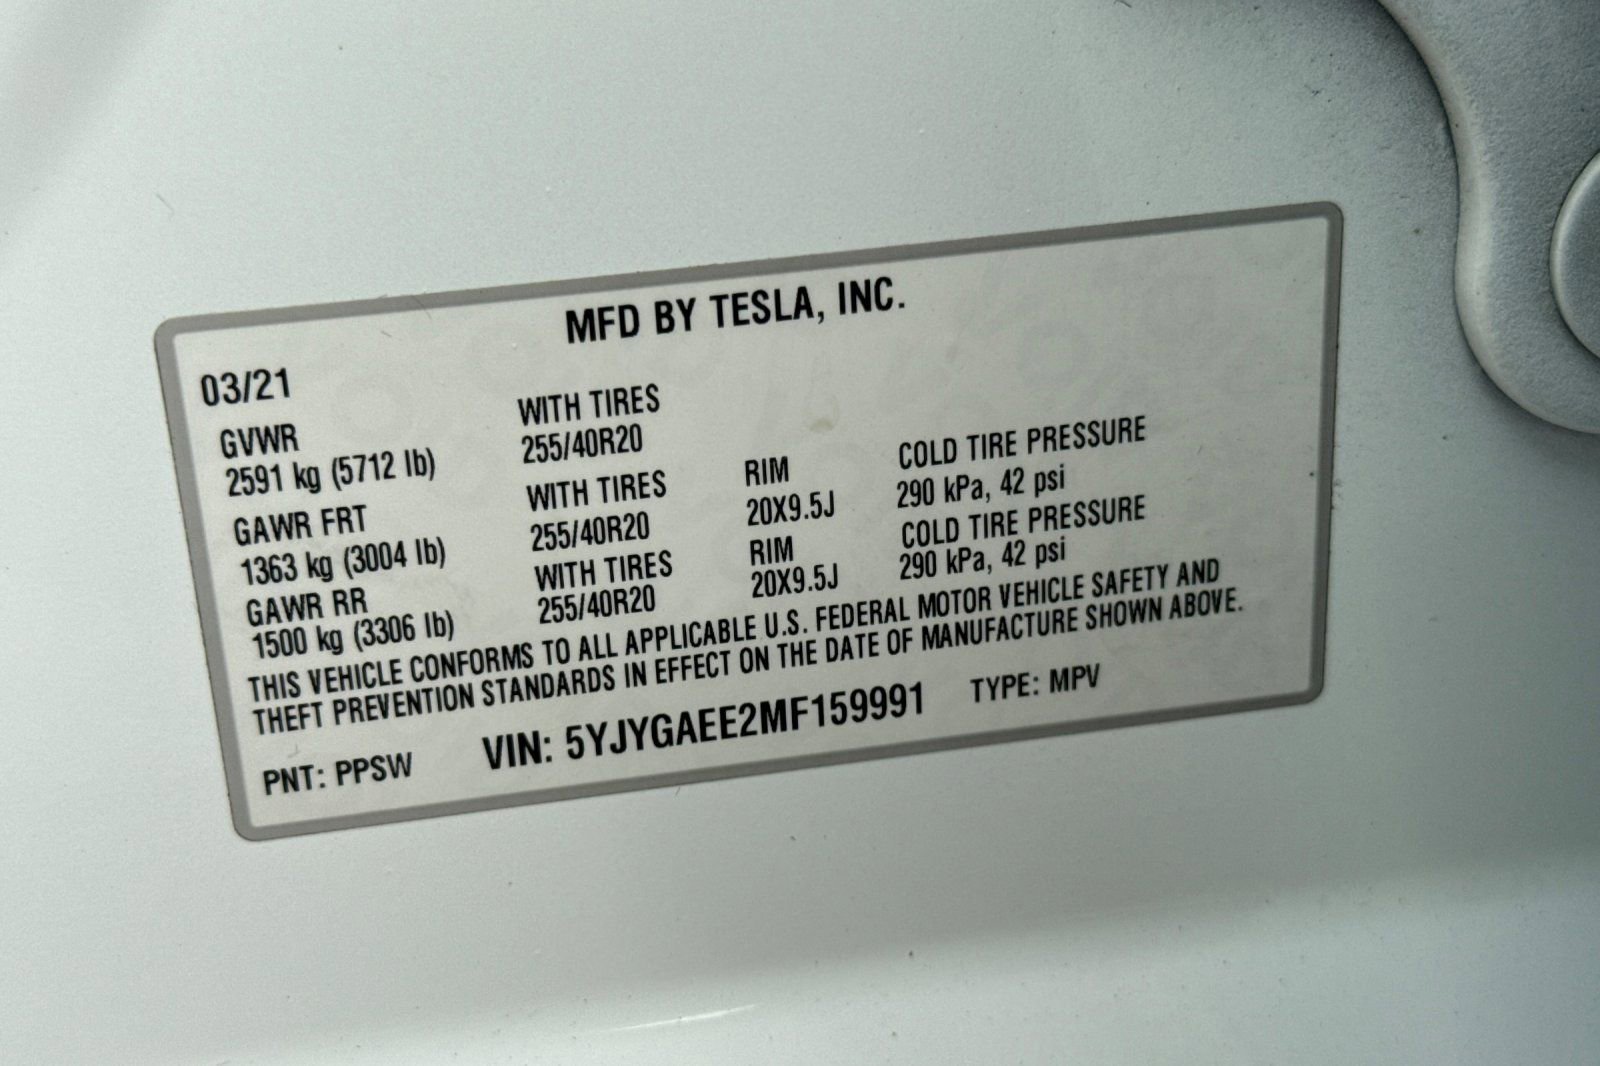 MFD BY TESLA, INC.
03/21
GVWR WITH TIRES
2591 kg (5712 lb) 255/40R20
GAWR FRT WITH TIRES RIM COLD TIRE PRESSURE
1363 kg (3004 lb) 255/40R20 20X9.5J 290 kPa, 42 psi
GAWR RR WITH TIRES RIM COLD TIRE PRESSURE
1500 kg (3306 lb) 255/40R20 20X9.5J 290 kPa, 42 psi
THIS VEHICLE CONFORMS TO ALL APPLICABLE U.S. FEDERAL MOTOR VEHICLE SAFETY AND
THEFT PREVENTION STANDARDS IN EFFECT ON THE DATE OF MANUFACTURE SHOWN ABOVE.
PNT: PPSW VIN: 5YJYGAEE2MF159991 TYPE: MPV